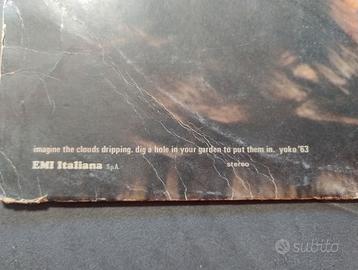 imagine the clouds dripping. dig a hole in your garden to put them in. yoko '63
EMI Italiana S.p.A.
stereo
subito